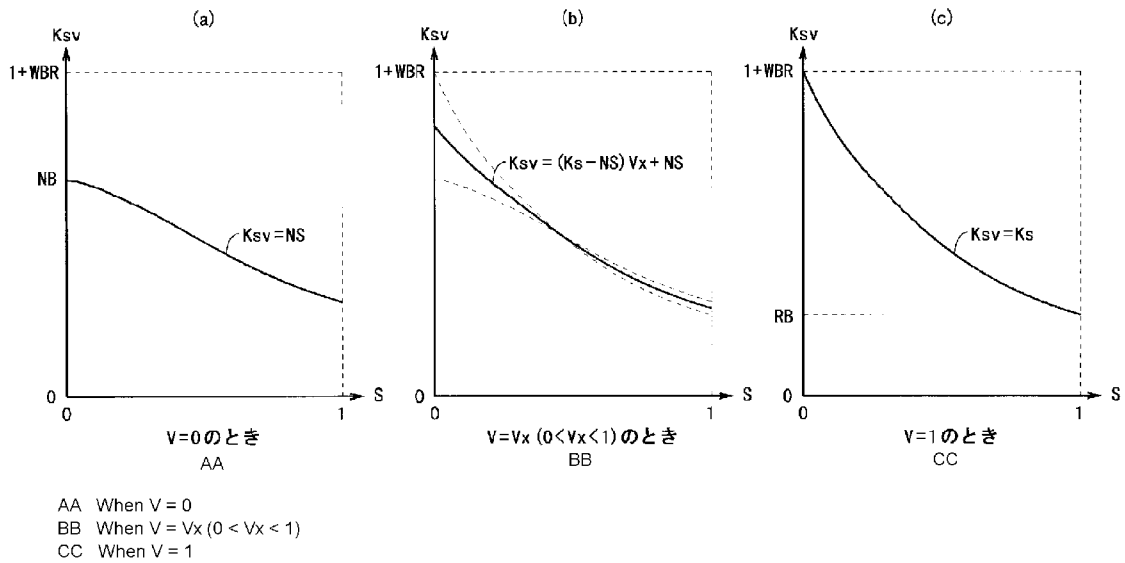 (a)
Ksv
1+WBR
NB
Ksv=NS
0
0
1
S
V=0のとき
AA
(b)
Ksv
1+WBR
Ksv=(Ks−NS)Vx+NS
0
0
1
S
V=Vx(0<Vx<1)のとき
BB
(c)
Ksv
1+WBR
Ksv=Ks
RB
0
0
1
S
V=1のとき
CC
AA When V = 0
BB When V = Vx (0 < Vx < 1)
CC When V = 1